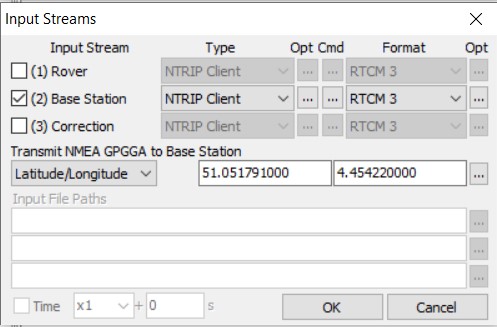 Input Streams
Input Stream Type Opt Cmd Format Opt
(1) Rover NTRIP Client ... ... RTCM 3 ...
(2) Base Station NTRIP Client ... ... RTCM 3 ...
(3) Correction NTRIP Client ... ... RTCM 3 ...
Transmit NMEA GPGGA to Base Station
Latitude/Longitude 51.051791000 4.454220000 ...
Input File Paths
...
...
...
Time x1 + 0 s OK Cancel